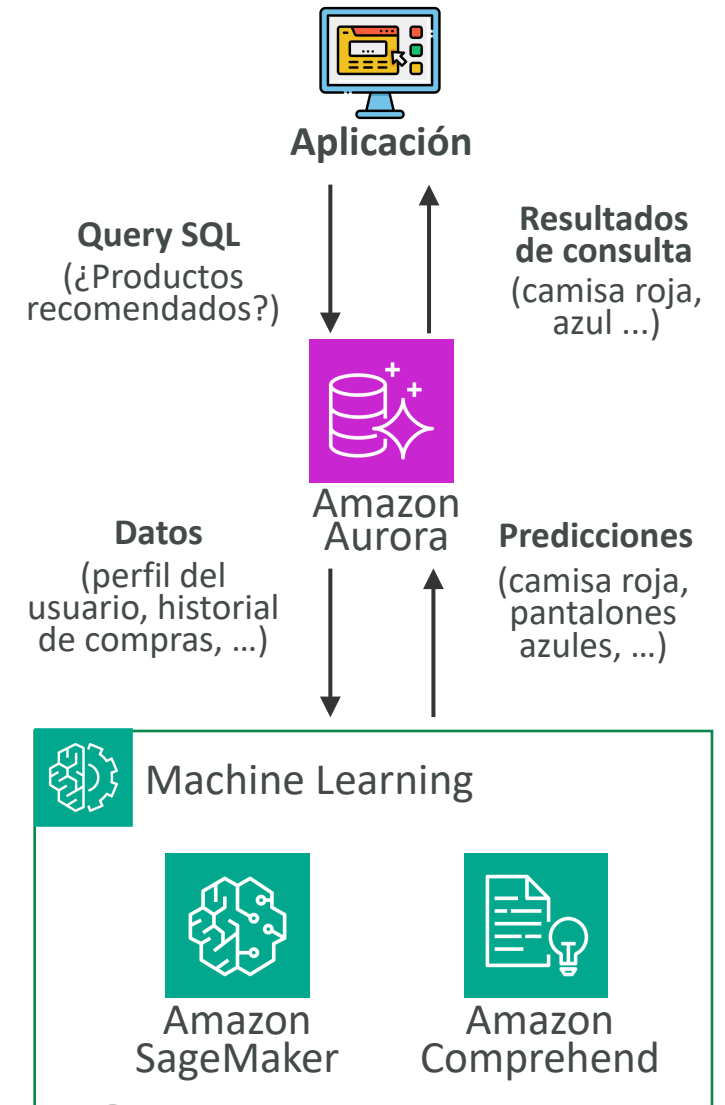 Aplicación
Query SQL
(¿Productos
recomendados?)
Resultados
de consulta
(camisa roja,
azul ...)
Amazon
Aurora
Datos
(perfil del
usuario, historial
de compras, ...)
Predicciones
(camisa roja,
pantalones
azules, ...)
Machine Learning
Amazon
SageMaker
Amazon
Comprehend